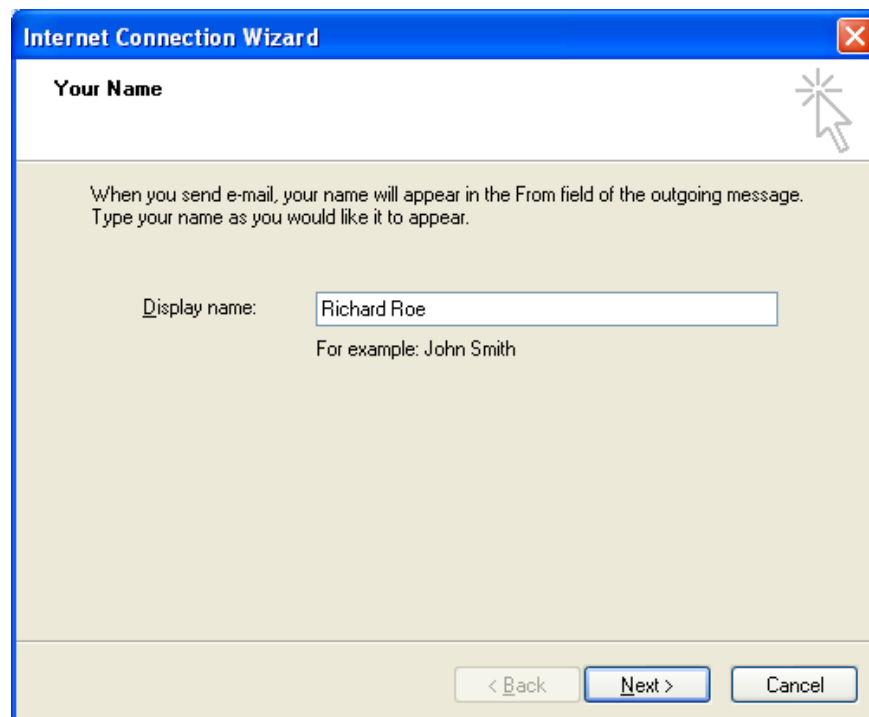 Internet Connection Wizard
Your Name
When you send e-mail, your name will appear in the From field of the outgoing message.
Type your name as you would like it to appear.
Display name: Richard Roe
For example: John Smith
< Back Next > Cancel